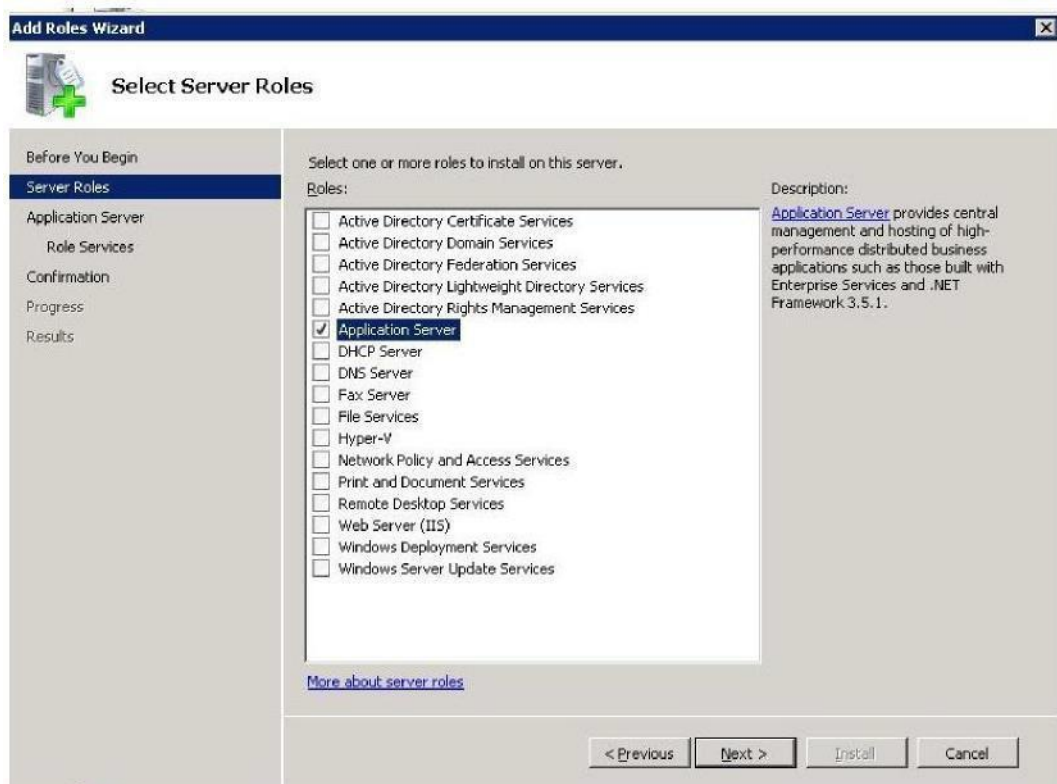 Add Roles Wizard
Select Server Roles
Before You Begin
Server Roles
Application Server
Role Services
Confirmation
Progress
Results
Select one or more roles to install on this server.
Roles:
Active Directory Certificate Services
Active Directory Domain Services
Active Directory Federation Services
Active Directory Lightweight Directory Services
Active Directory Rights Management Services
Application Server
DHCP Server
DNS Server
Fax Server
File Services
Hyper-V
Network Policy and Access Services
Print and Document Services
Remote Desktop Services
Web Server (IIS)
Windows Deployment Services
Windows Server Update Services
More about server roles
Description:
Application Server provides central
management and hosting of high-
performance distributed business
applications such as those built with
Enterprise Services and .NET
Framework 3.5.1.
< Previous
Next >
Install
Cancel